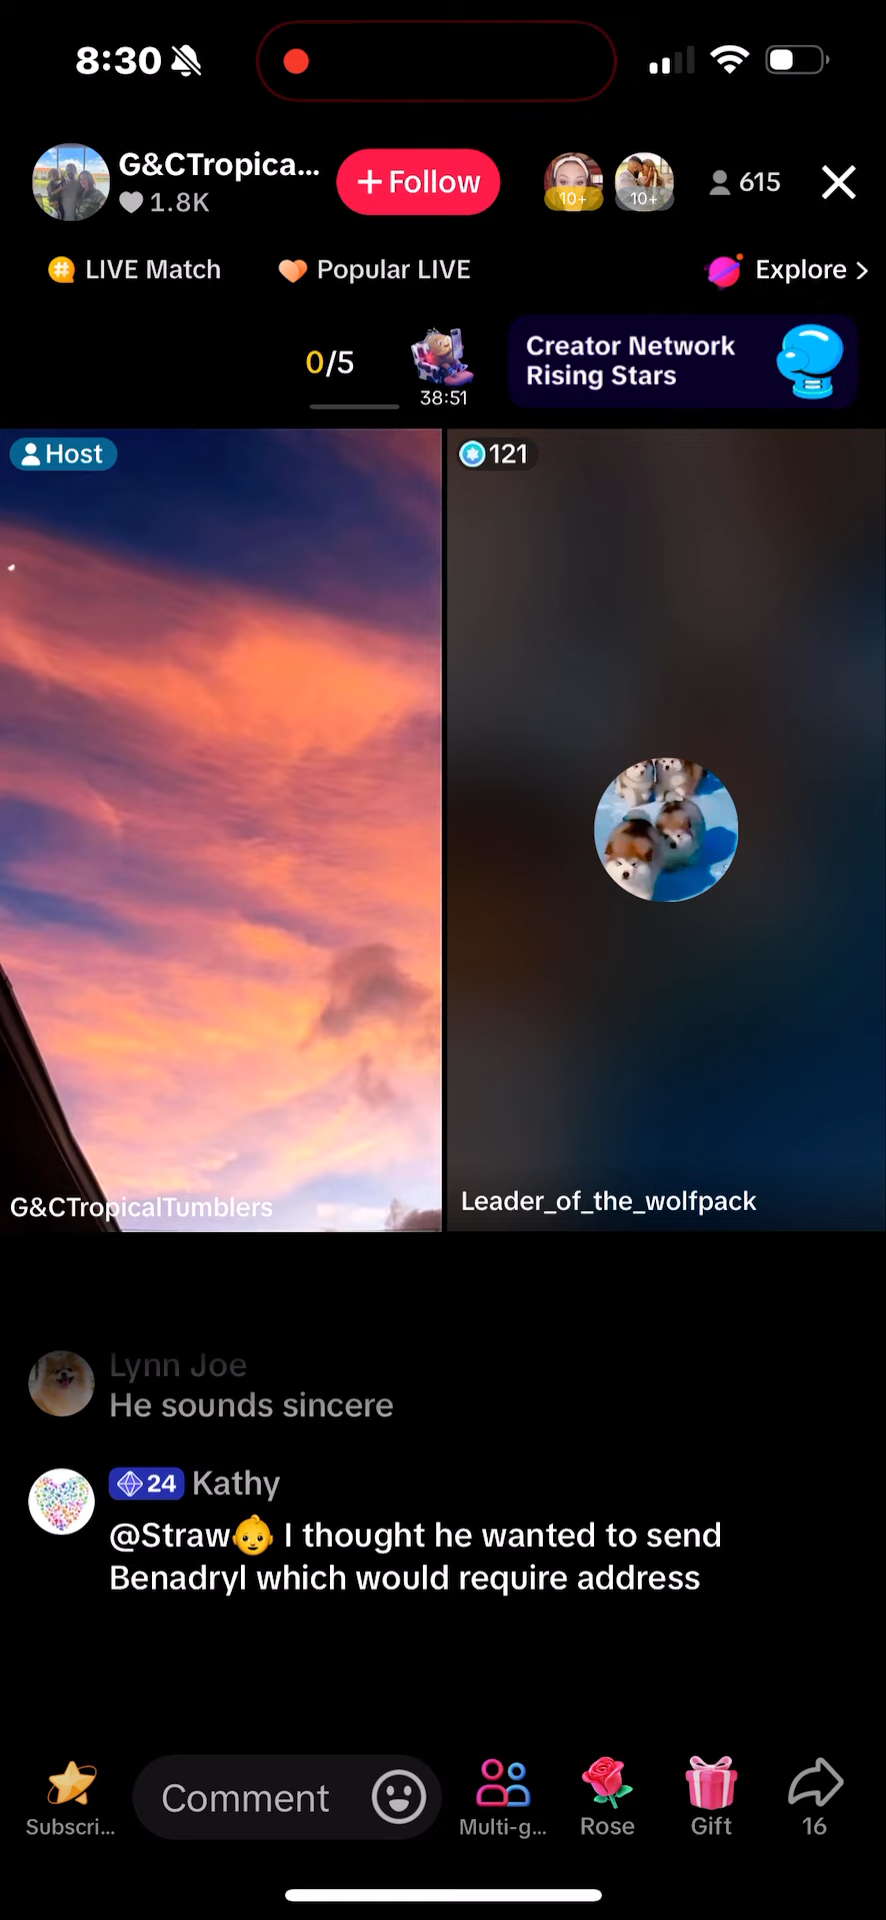 8:30
G&CTropica...
1.8K
+ Follow
10+
10+
615
LIVE Match
Popular LIVE
Explore >
0/5
38:51
Creator Network
Rising Stars
Host
121
G&CTropicalTumblers
Leader_of_the_wolfpack
Lynn Joe
He sounds sincere
24 Kathy
@Straw👶 I thought he wanted to send
Benadryl which would require address
Subscri...
Comment
Multi-g...
Rose
Gift
16